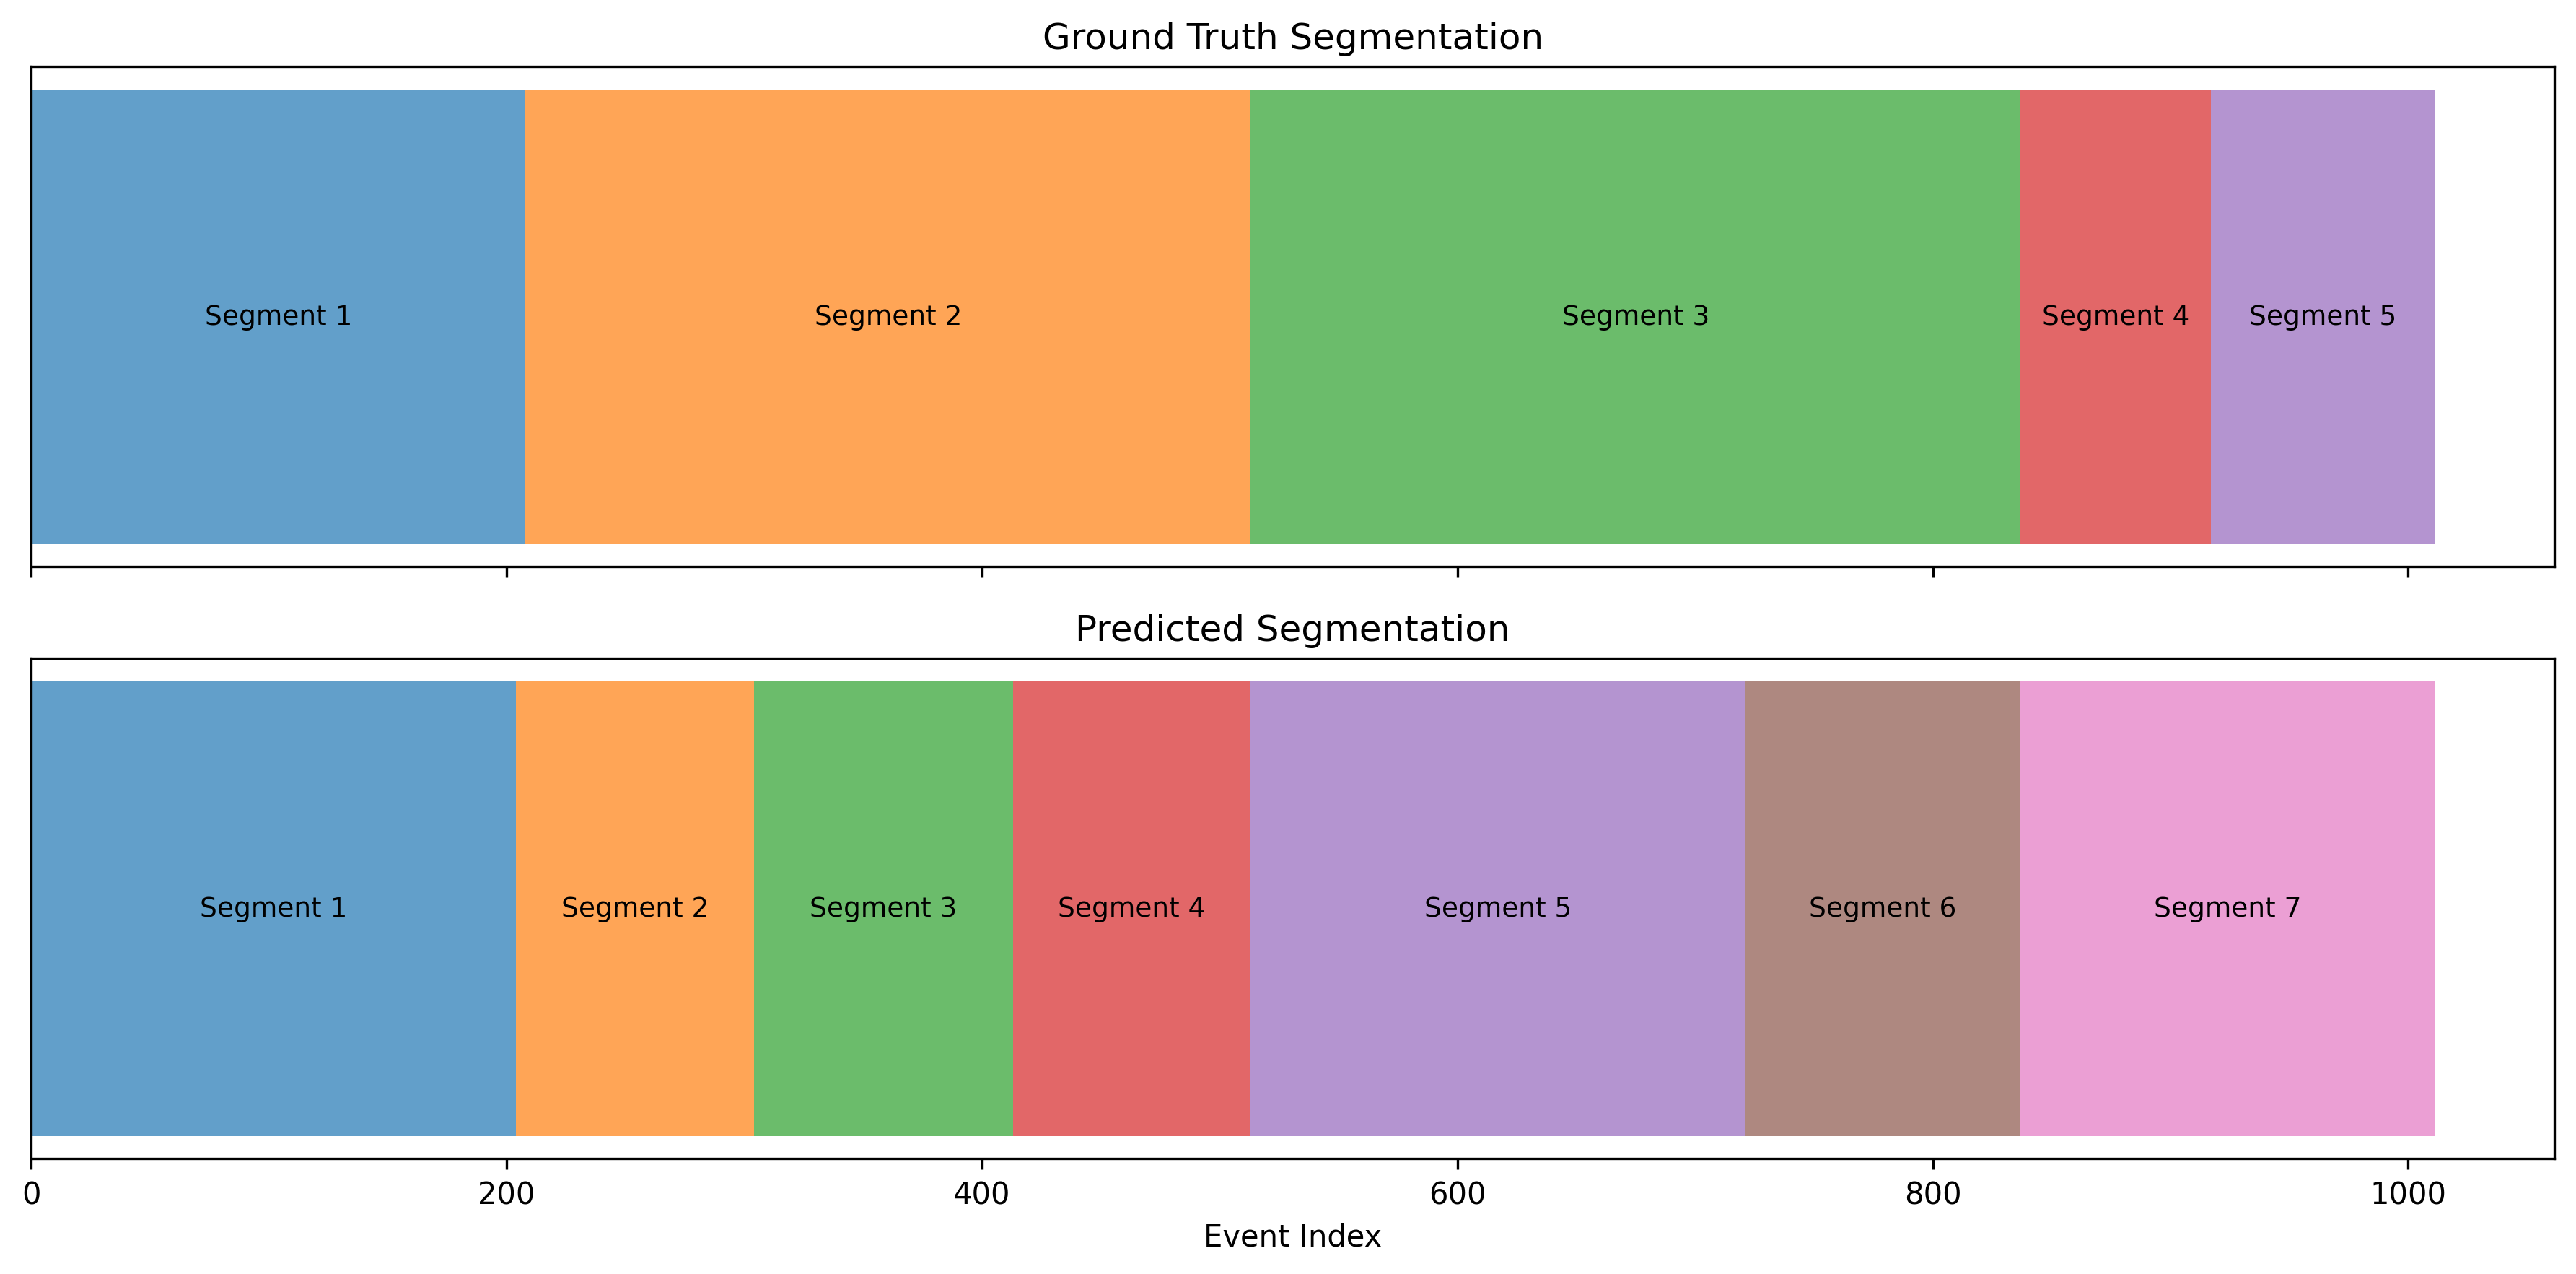 Ground Truth Segmentation
Segment 1 Segment 2 Segment 3 Segment 4 Segment 5
Predicted Segmentation
Segment 1 Segment 2 Segment 3 Segment 4 Segment 5 Segment 6 Segment 7
0 200 400 600 800 1000
Event Index